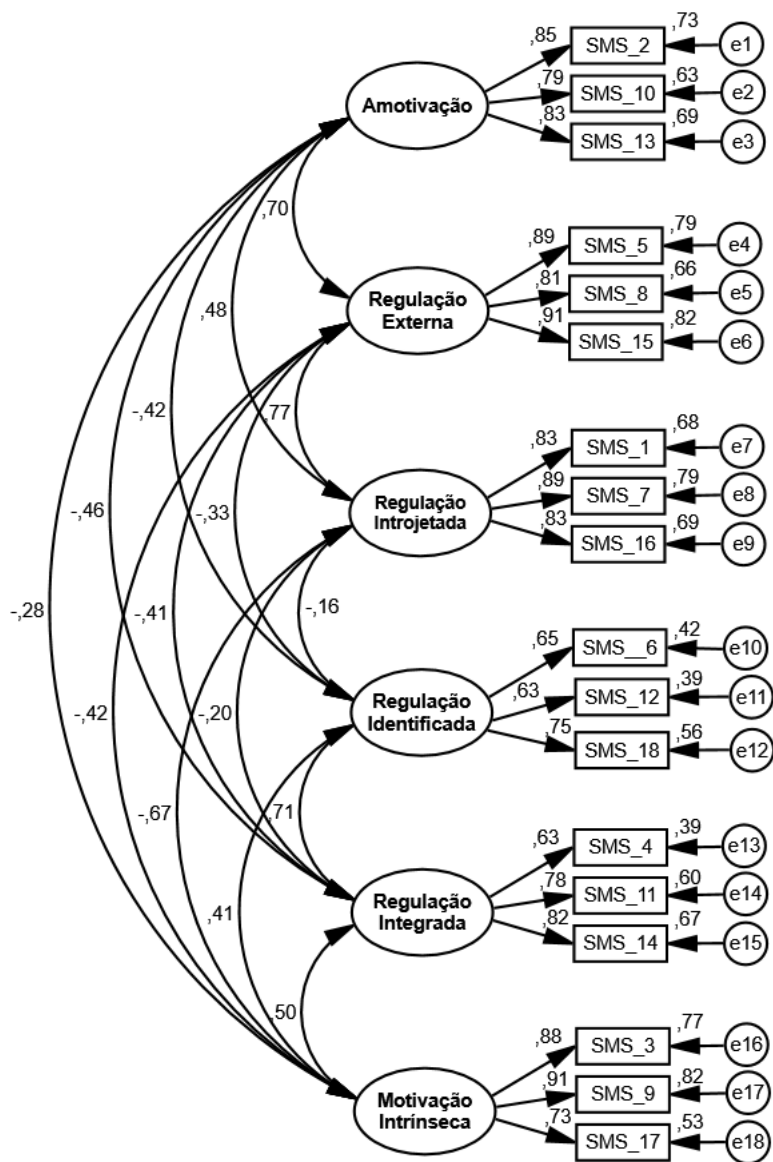 ,85
SMS_2
,73
e1
Amotivação
,79
SMS_10
,63
e2
,83
SMS_13
,69
e3
,70
,89
SMS_5
,79
e4
Regulação
Externa
,81
SMS_8
,66
e5
,91
SMS_15
,82
e6
,48
-,42
,77
,83
SMS_1
,68
e7
Regulação
Introjetada
,89
SMS_7
,79
e8
,83
SMS_16
,69
e9
-,46
-,33
-,28
-,41
-,16
,65
SMS__6
,42
e10
Regulação
Identificada
,63
SMS_12
,39
e11
,75
SMS_18
,56
e12
-,42
-,20
-,67
,71
,63
SMS_4
,39
e13
Regulação
Integrada
,78
SMS_11
,60
e14
,82
SMS_14
,67
e15
,41
,50
,88
SMS_3
,77
e16
Motivação
Intrínseca
,91
SMS_9
,82
e17
,73
SMS_17
,53
e18